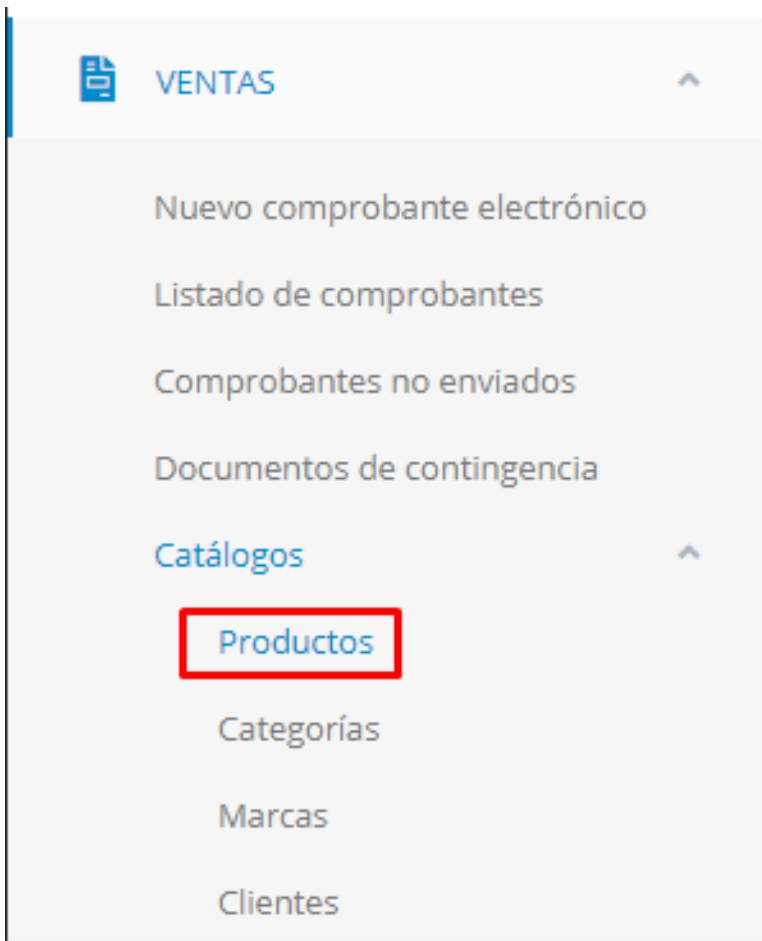 VENTAS
Nuevo comprobante electrónico
Listado de comprobantes
Comprobantes no enviados
Documentos de contingencia
Catálogos
Productos
Categorías
Marcas
Clientes